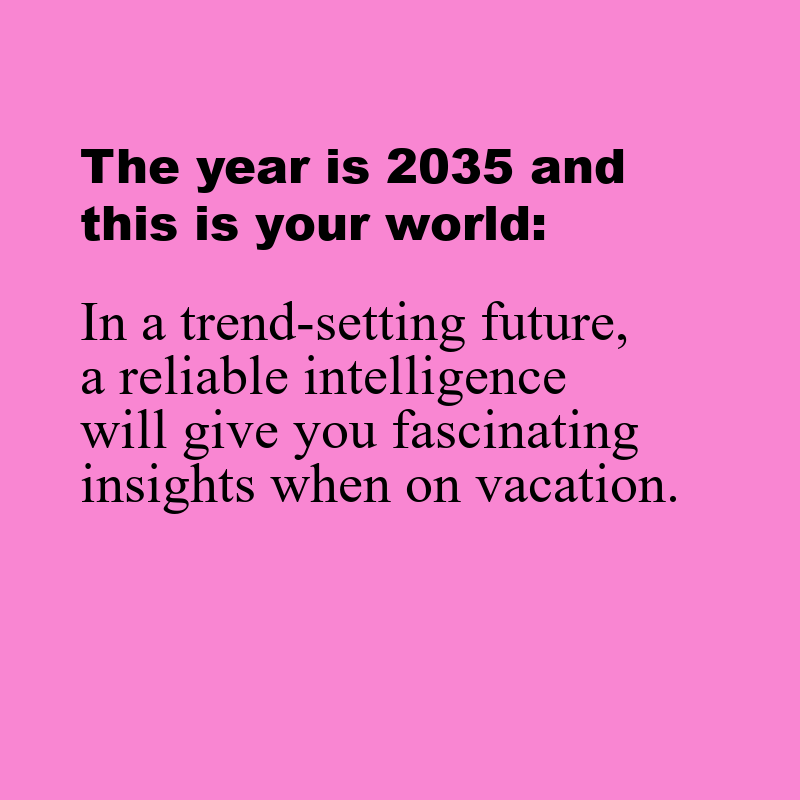 The year is 2035 and
this is your world:
In a trend-setting future,
a reliable intelligence
will give you fascinating
insights when on vacation.